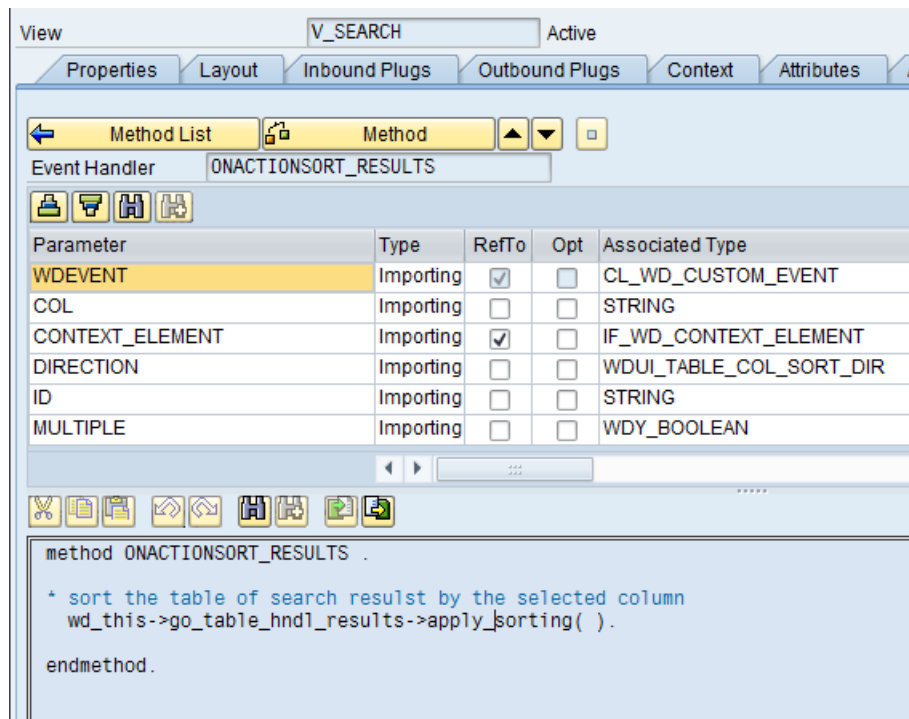 View V_SEARCH Active
Properties Layout Inbound Plugs Outbound Plugs Context Attributes
Method List Method
Event Handler ONACTIONSORT_RESULTS
Parameter Type RefTo Opt Associated Type
WDEVENT Importing CL_WD_CUSTOM_EVENT
COL Importing STRING
CONTEXT_ELEMENT Importing IF_WD_CONTEXT_ELEMENT
DIRECTION Importing WDUI_TABLE_COL_SORT_DIR
ID Importing STRING
MULTIPLE Importing WDY_BOOLEAN
method ONACTIONSORT_RESULTS .
* sort the table of search resulst by the selected column
wd_this->go_table_hndl_results->apply_sorting( ).
endmethod.